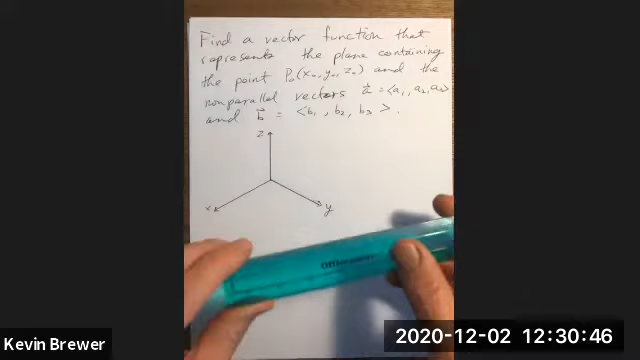 Find a vector function that
represents the plane containing
the point P₀(x₀, y₀, z₀) and the
nonparallel vectors a⃗ = <a₁, a₂, a₃>
and b⃗ = <b₁, b₂, b₃>.
z
x
y
Kevin Brewer
2020-12-02 12:30:46